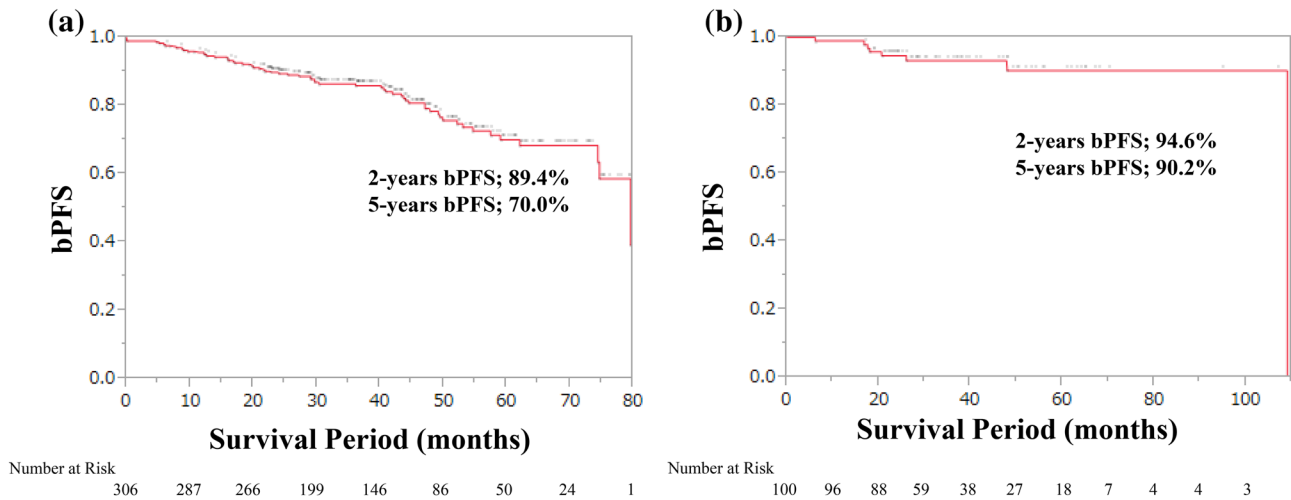 (a)
1.0
0.8
0.6
0.4
0.2
0.0
bPFS
2-years bPFS; 89.4%
5-years bPFS; 70.0%
0 10 20 30 40 50 60 70 80
Survival Period (months)
Number at Risk
306 287 266 199 146 86 50 24 1
(b)
1.0
0.8
0.6
0.4
0.2
0.0
bPFS
2-years bPFS; 94.6%
5-years bPFS; 90.2%
0 20 40 60 80 100
Survival Period (months)
Number at Risk
100 96 88 59 38 27 18 7 4 4 3